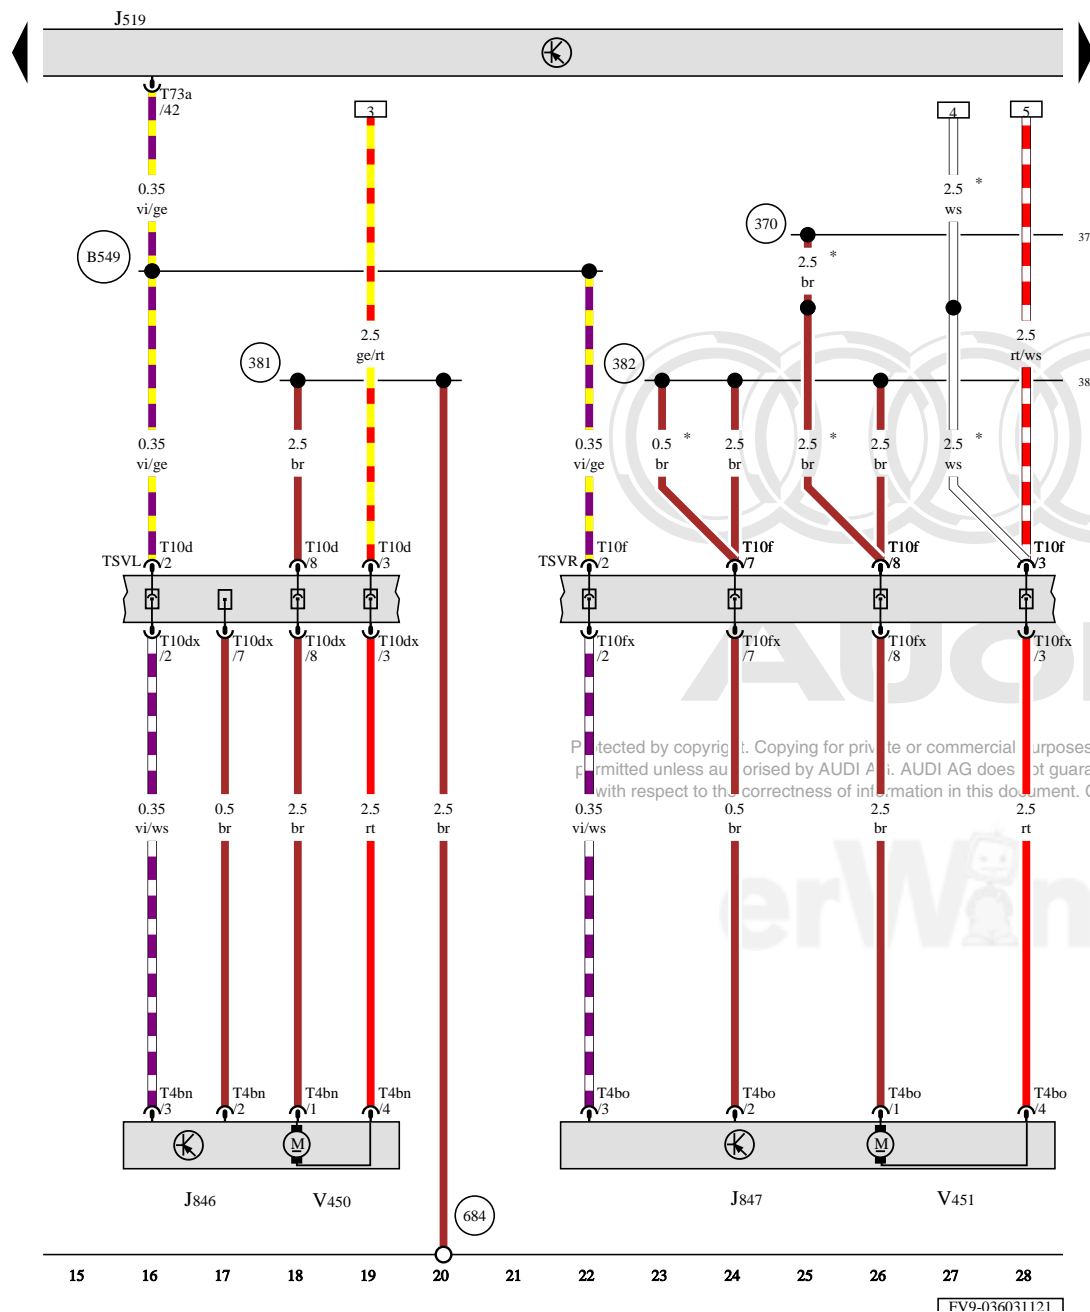 J519
T73a
/42
3
4
5
0.35
vi/ge
2.5 *
ws
370
37
B549
2.5 *
br
2.5
ge/rt
2.5
rt/ws
381
382
38
0.35
vi/ge
2.5
br
0.35
vi/ge
0.5 *
br
2.5
br
2.5 *
br
2.5
br
2.5 *
ws
TSVL
T10d
/2
T10d
/8
T10d
/3
TSVR
T10f
/2
T10f
/7
T10f
/8
T10f
/3
T10dx
/2
T10dx
/7
T10dx
/8
T10dx
/3
T10fx
/2
T10fx
/7
T10fx
/8
T10fx
/3
0.35
vi/ws
0.5
br
2.5
br
2.5
rt
2.5
br
0.35
vi/ws
0.5
br
2.5
br
2.5
rt
T4bn
/3
T4bn
/2
T4bn
/1
T4bn
/4
T4bo
/3
T4bo
/2
T4bo
/1
T4bo
/4
M
M
J846
V450
J847
V451
684
15 16 17 18 19 20 21 22 23 24 25 26 27 28
FV9-036031121